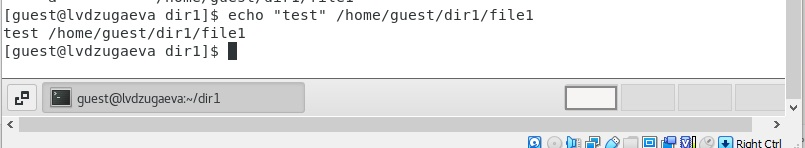 [guest@lvdzugaeva dir1]$ echo "test" /home/guest/dir1/file1
test /home/guest/dir1/file1
[guest@lvdzugaeva dir1]$
guest@lvdzugaeva:~/dir1
Right Ctrl